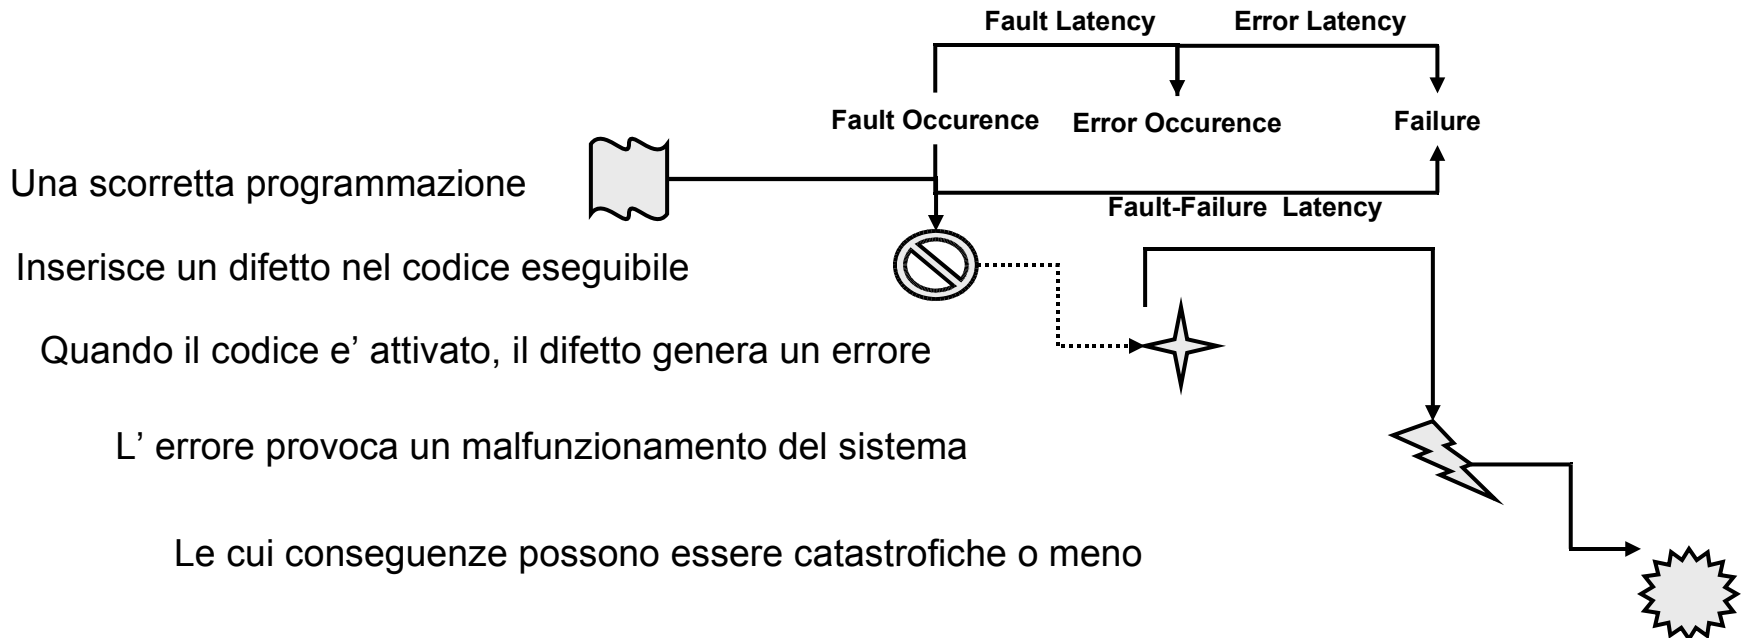 Fault Latency
Error Latency
Fault Occurence
Error Occurence
Failure
Una scorretta programmazione
Fault-Failure Latency
Inserisce un difetto nel codice eseguibile
Quando il codice e’ attivato, il difetto genera un errore
L’ errore provoca un malfunzionamento del sistema
Le cui conseguenze possono essere catastrofiche o meno